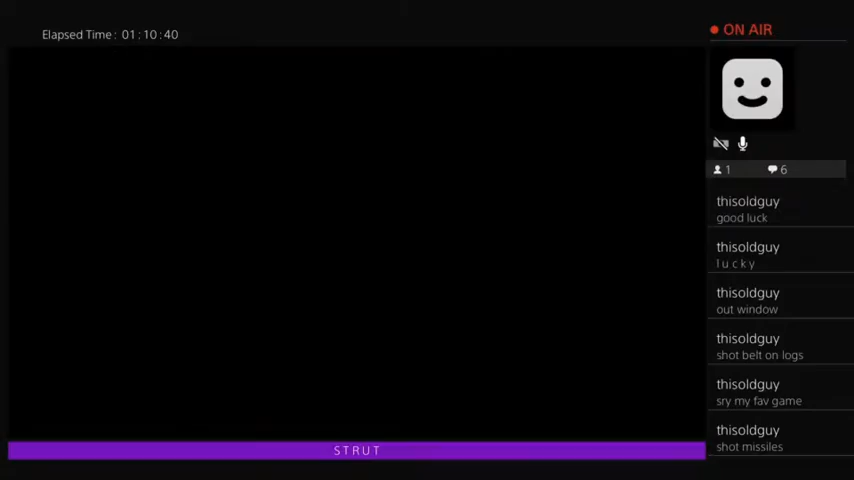 Elapsed Time : 01:10:40
ON AIR
1 6
thisoldguy
good luck
thisoldguy
l u c k y
thisoldguy
out window
thisoldguy
shot belt on logs
thisoldguy
sry my fav game
thisoldguy
shot missiles
STRUT